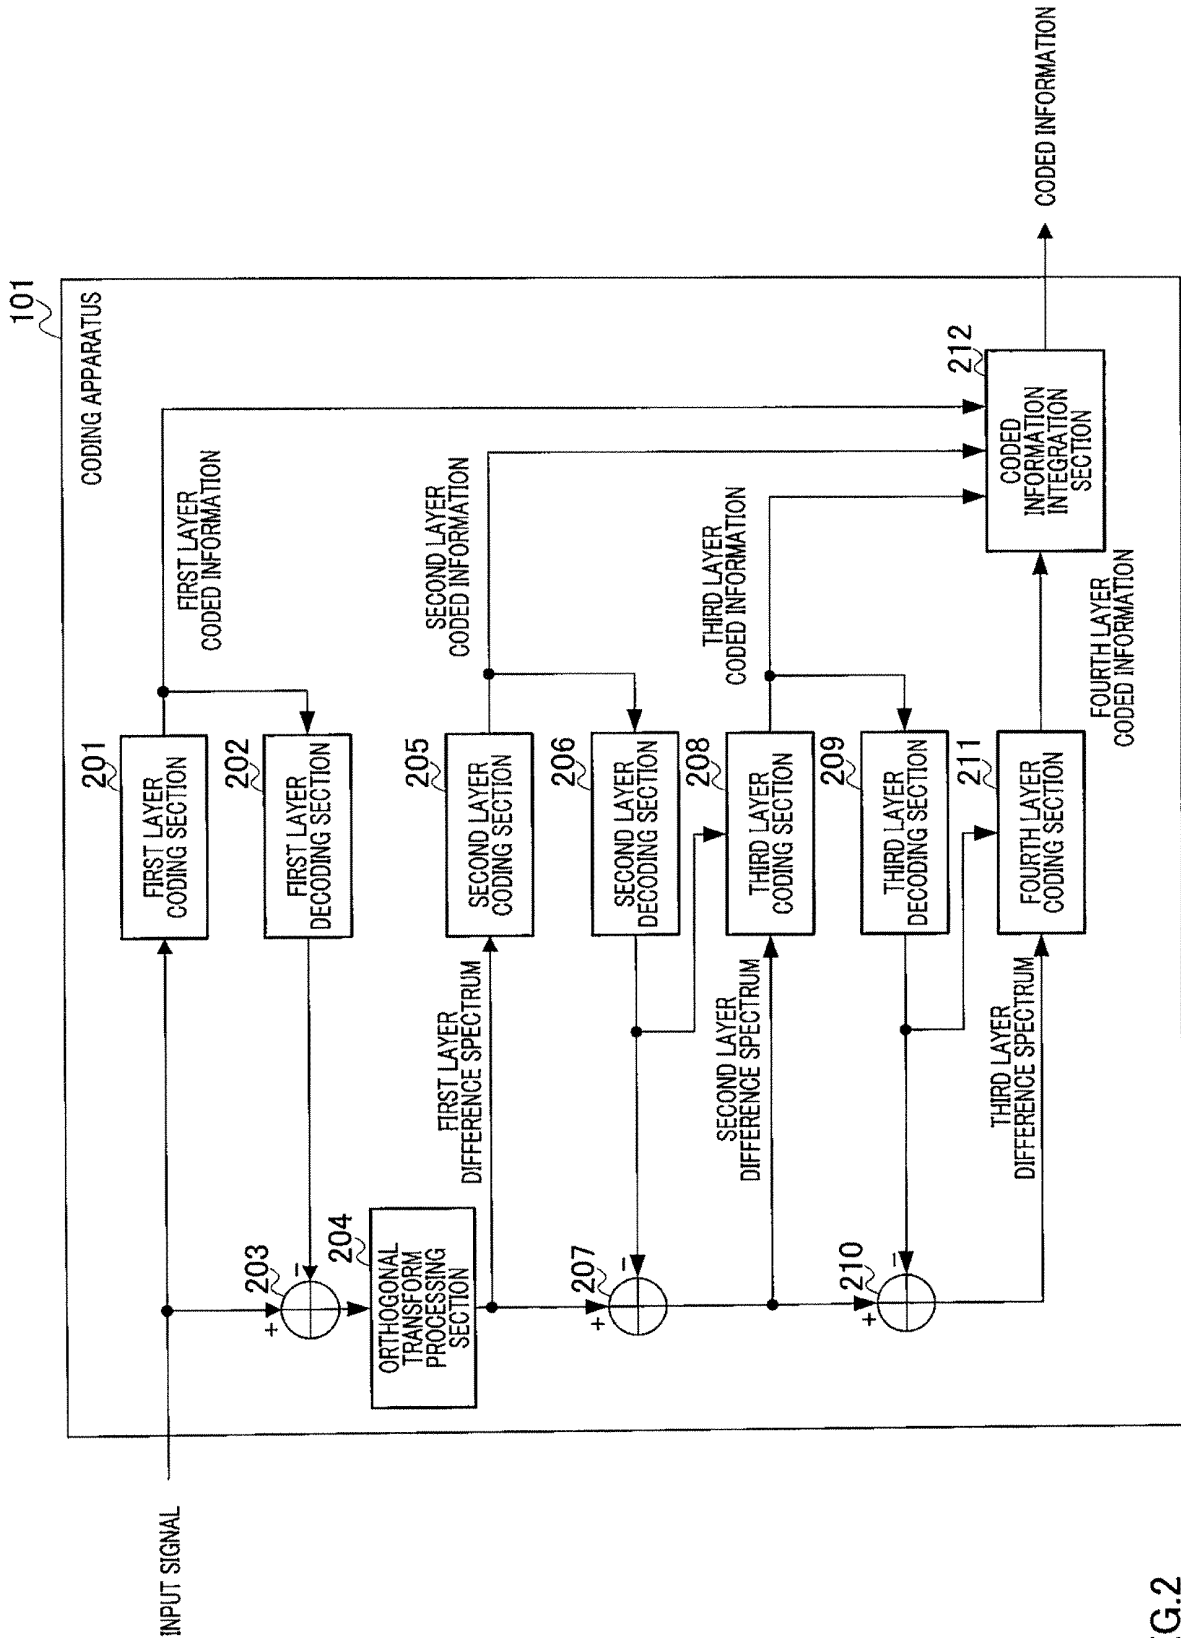 101
CODING APPARATUS
INPUT SIGNAL
201
FIRST LAYER
CODING SECTION
FIRST LAYER
CODED INFORMATION
202
FIRST LAYER
DECODING SECTION
203
+
−
204
ORTHOGONAL
TRANSFORM
PROCESSING
SECTION
FIRST LAYER
DIFFERENCE SPECTRUM
205
SECOND LAYER
CODING SECTION
SECOND LAYER
CODED INFORMATION
206
SECOND LAYER
DECODING SECTION
207
+
−
SECOND LAYER
DIFFERENCE SPECTRUM
208
THIRD LAYER
CODING SECTION
THIRD LAYER
CODED INFORMATION
209
THIRD LAYER
DECODING SECTION
210
+
−
THIRD LAYER
DIFFERENCE SPECTRUM
211
FOURTH LAYER
CODING SECTION
FOURTH LAYER
CODED INFORMATION
212
CODED
INFORMATION
INTEGRATION
SECTION
CODED INFORMATION
G.2